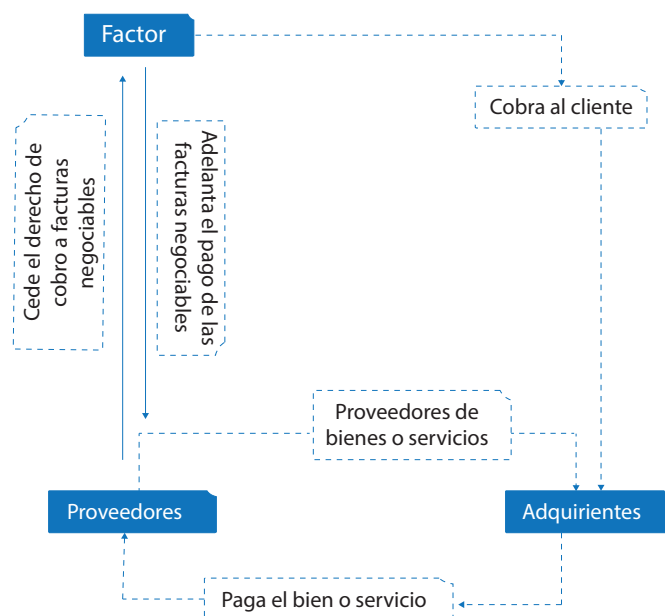 Factor
Cobra al cliente
Cede el derecho de
cobro a facturas
negociables
Adelanta el pago de las
facturas negociables
Proveedores de
bienes o servicios
Proveedores
Adquirientes
Paga el bien o servicio